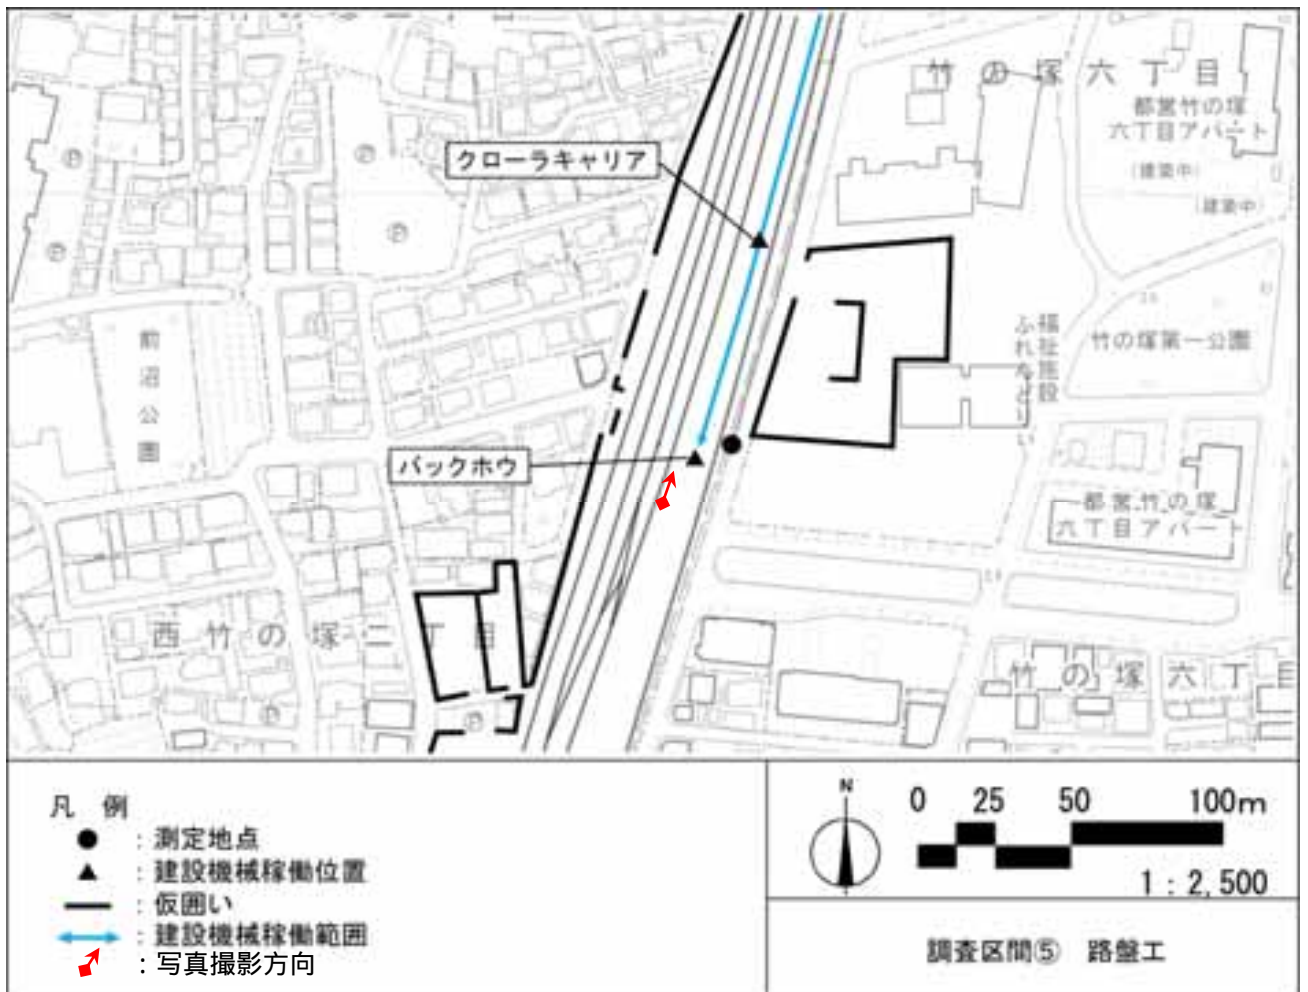 竹の塚六丁目
都営竹の塚
六丁目アパート
(建築中)
(建築中)
クローラキャリア
前沼公園
福祉施設
竹の塚第一公園
バックホウ
都営竹の塚
六丁目アパート
西竹の塚二丁目
竹の塚六丁目
凡 例
● : 測定地点
▲ : 建設機械稼働位置
: 仮囲い
: 建設機械稼働範囲
: 写真撮影方向
N
0 25 50 100m
1 : 2,500
調査区間⑤ 路盤工